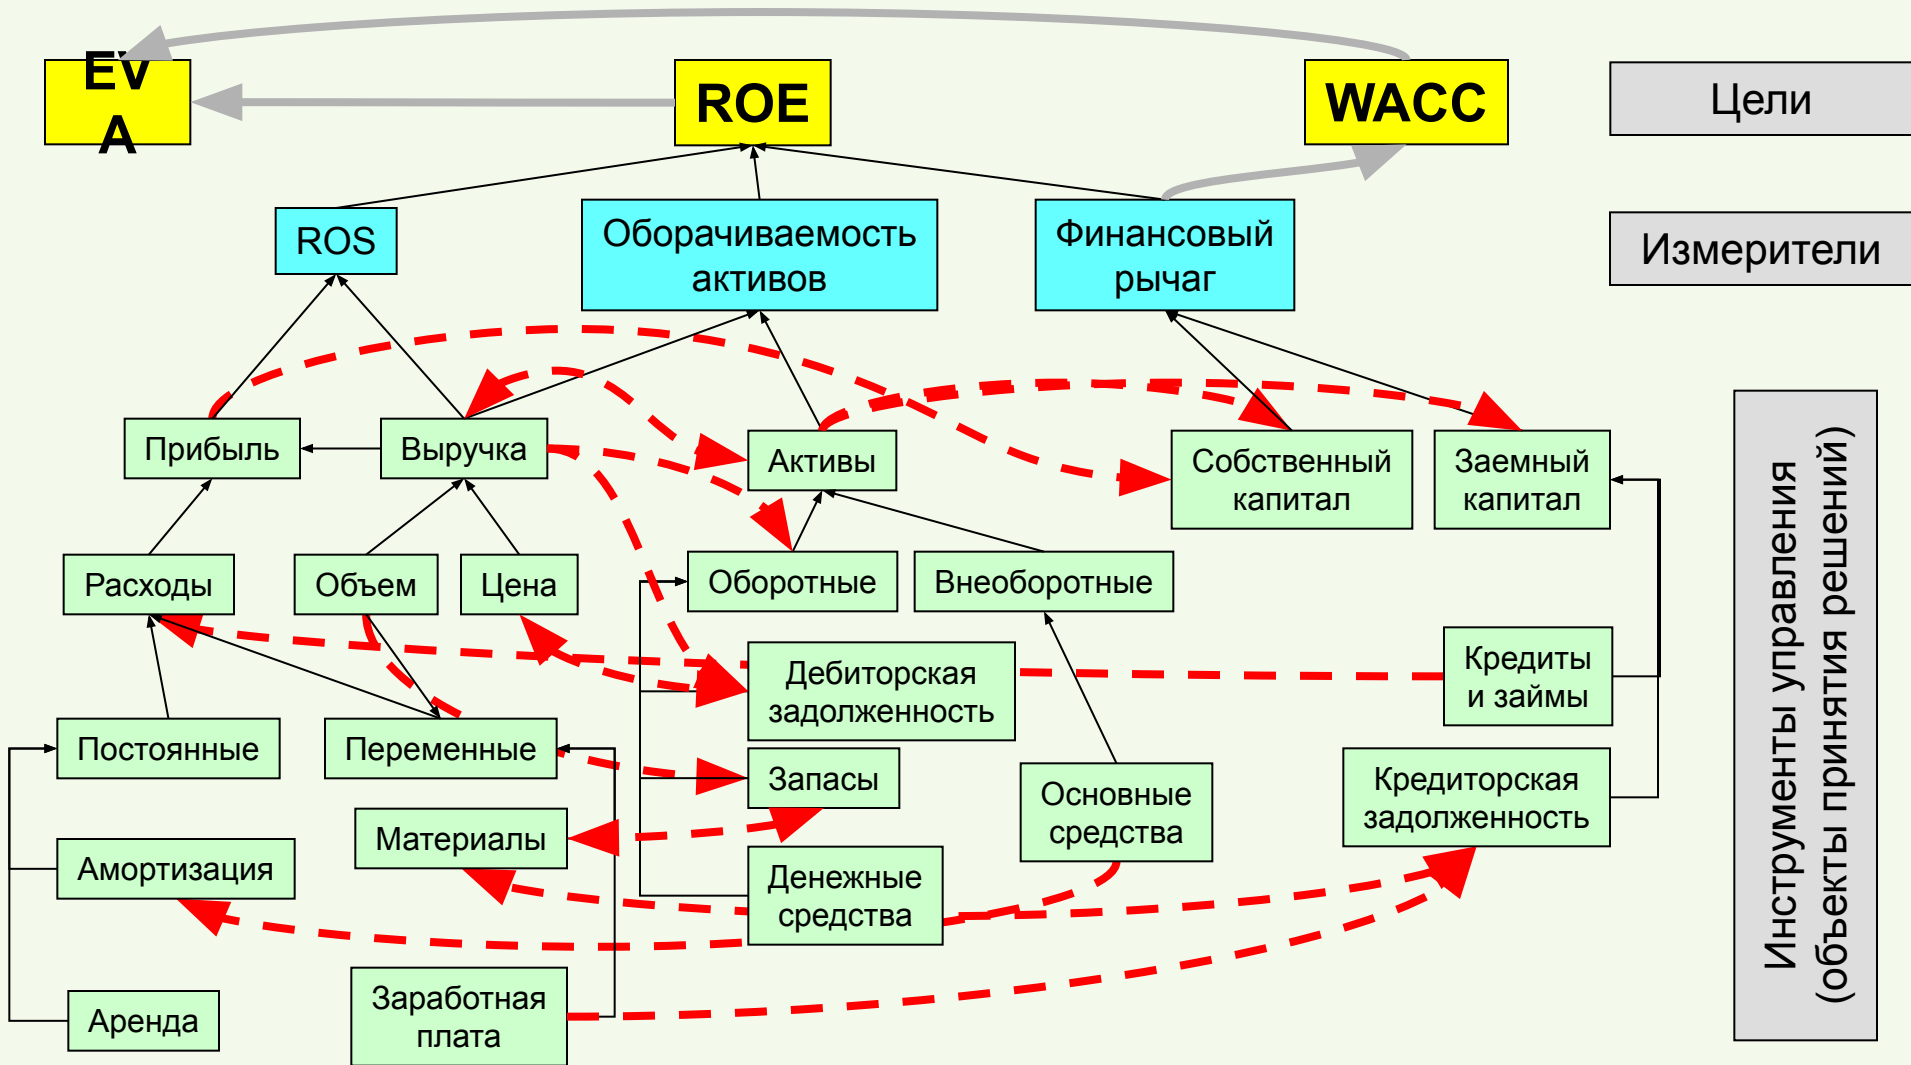 EV
A
ROE
WACC
Цели
ROS
Оборачиваемость
активов
Финансовый
рычаг
Измерители
Прибыль
Выручка
Активы
Собственный
капитал
Заемный
капитал
Расходы
Объем
Цена
Оборотные
Внеоборотные
Дебиторская
задолженность
Кредиты
и займы
Постоянные
Переменные
Запасы
Основные
средства
Кредиторская
задолженность
Материалы
Амортизация
Денежные
средства
Аренда
Заработная
плата
Инструменты управления
(объекты принятия решений)